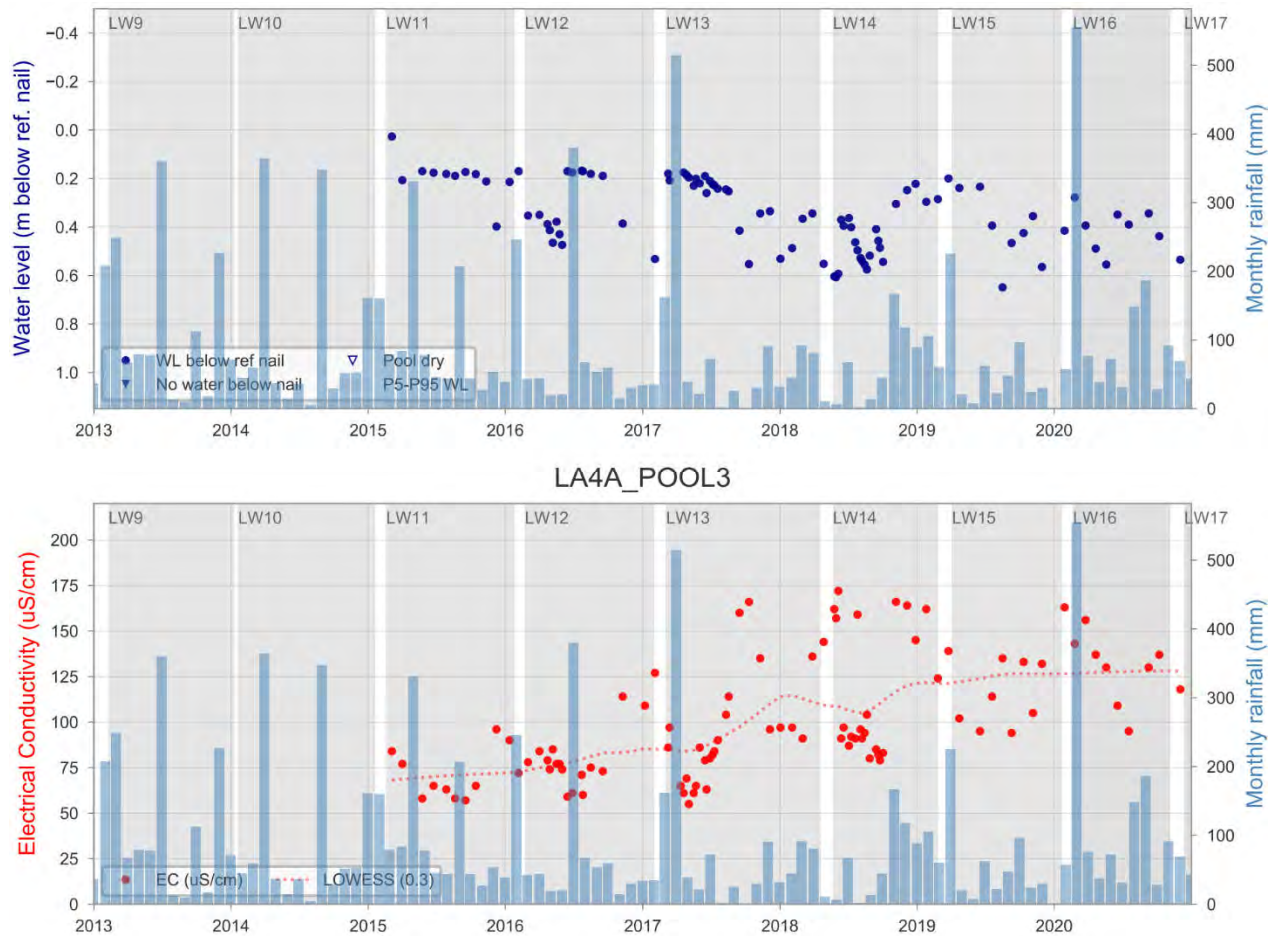 LW9 LW10 LW11 LW12 LW13 LW14 LW15 LW16 LW17
Water level (m below ref. nail)
−0.4
−0.2
0.0
0.2
0.4
0.6
0.8
1.0
Monthly rainfall (mm)
500
400
300
200
100
0
WL below ref nail
Pool dry
No water below nail
P5-P95 WL
2013 2014 2015 2016 2017 2018 2019 2020
LA4A_POOL3
LW9 LW10 LW11 LW12 LW13 LW14 LW15 LW16 LW17
Electrical Conductivity (uS/cm)
200
175
150
125
100
75
50
25
0
Monthly rainfall (mm)
500
400
300
200
100
0
EC (uS/cm)
LOWESS (0.3)
2013 2014 2015 2016 2017 2018 2019 2020